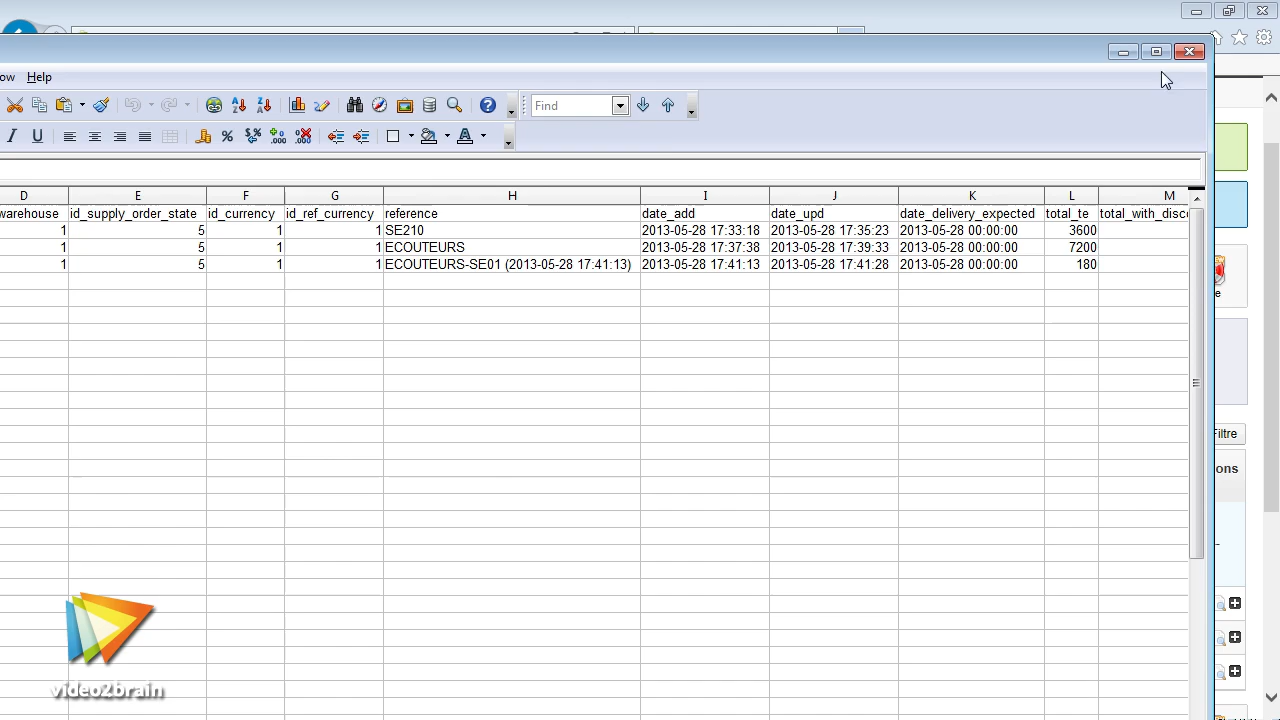 ow Help
Find
D E F G H I J K L M
warehouse id_supply_order_state id_currency id_ref_currency reference date_add date_upd date_delivery_expected total_te total_with_disc
1 5 1 1 SE210 2013-05-28 17:33:18 2013-05-28 17:35:23 2013-05-28 00:00:00 3600
1 5 1 1 ECOUTEURS 2013-05-28 17:37:38 2013-05-28 17:39:33 2013-05-28 00:00:00 7200
1 5 1 1 ECOUTEURS-SE01 (2013-05-28 17:41:13) 2013-05-28 17:41:13 2013-05-28 17:41:28 2013-05-28 00:00:00 180
e
Filtre
ons
video2brain